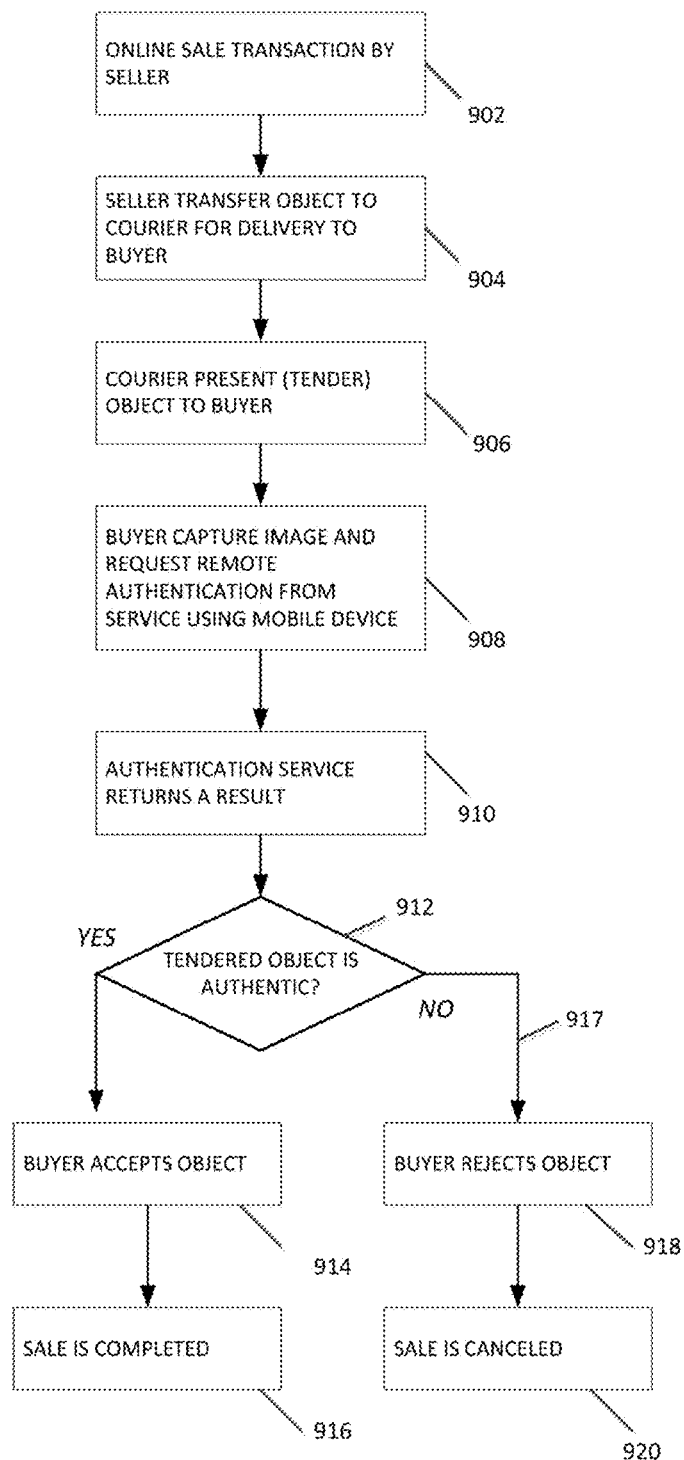 ONLINE SALE TRANSACTION BY
SELLER
902
SELLER TRANSFER OBJECT TO
COURIER FOR DELIVERY TO
BUYER
904
COURIER PRESENT (TENDER)
OBJECT TO BUYER
906
BUYER CAPTURE IMAGE AND
REQUEST REMOTE
AUTHENTICATION FROM
SERVICE USING MOBILE DEVICE
908
AUTHENTICATION SERVICE
RETURNS A RESULT
910
912
YES
TENDERED OBJECT IS
AUTHENTIC?
NO
917
BUYER ACCEPTS OBJECT
914
BUYER REJECTS OBJECT
918
SALE IS COMPLETED
916
SALE IS CANCELED
920